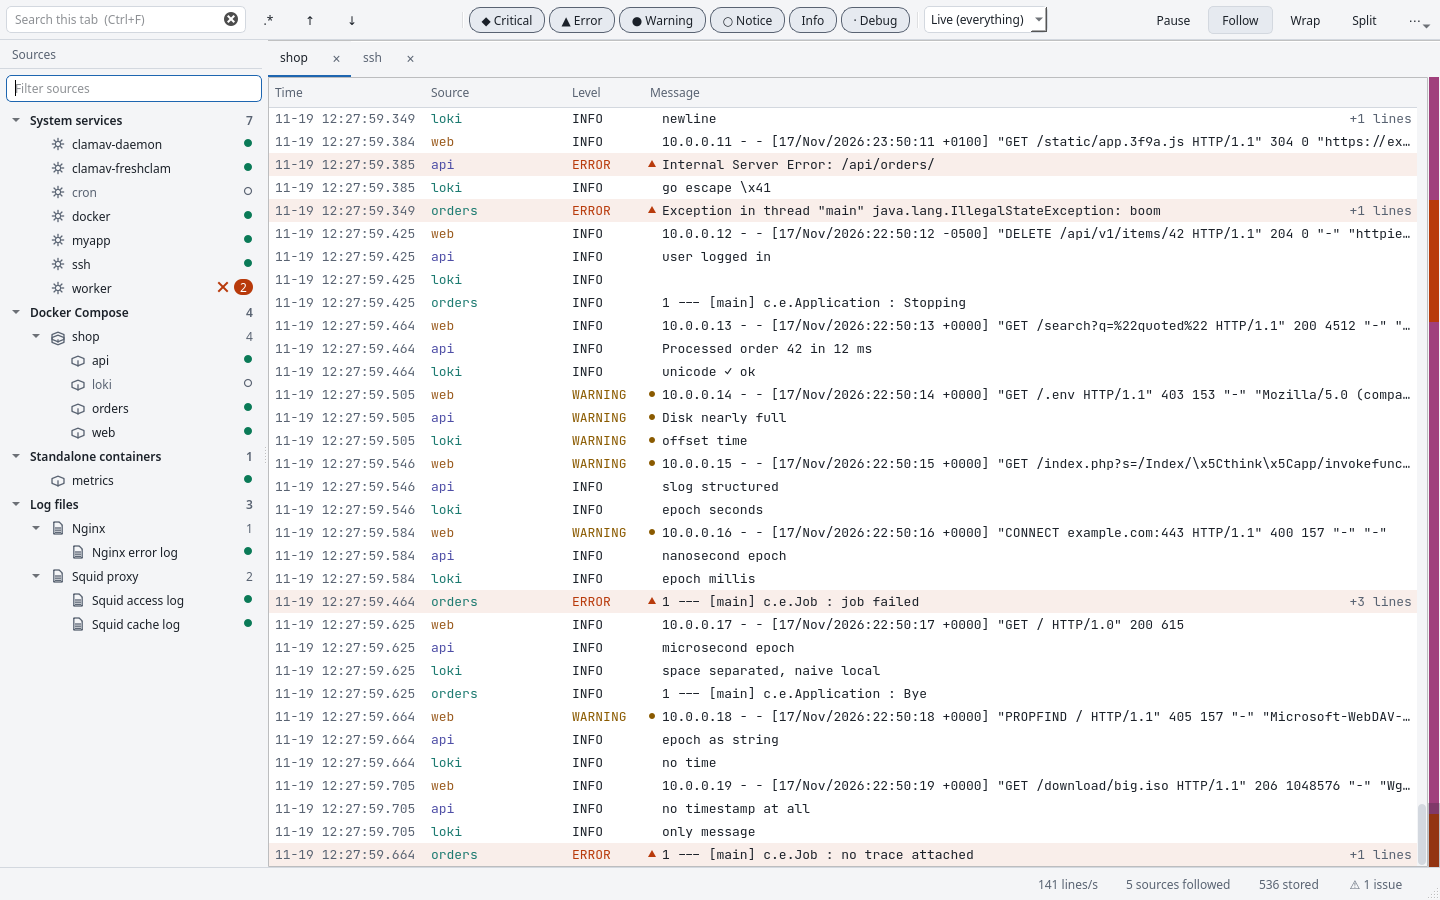 Search this tab (Ctrl+F) .* ↑ ↓ ◆ Critical ▲ Error ● Warning ○ Notice Info · Debug Live (everything) Pause Follow Wrap Split ...
Sources
shop × ssh ×
Filter sources
System services 7
clamav-daemon
clamav-freshclam
cron
docker
myapp
ssh
worker 2
Docker Compose 4
shop 4
api
loki
orders
web
Standalone containers 1
metrics
Log files 3
Nginx 1
Nginx error log
Squid proxy 2
Squid access log
Squid cache log
Time Source Level Message
11-19 12:27:59.349 loki INFO newline +1 lines
11-19 12:27:59.384 web INFO 10.0.0.11 - - [17/Nov/2026:23:50:11 +0100] "GET /static/app.3f9a.js HTTP/1.1" 304 0 "https://ex…
11-19 12:27:59.385 api ERROR ▲ Internal Server Error: /api/orders/
11-19 12:27:59.385 loki INFO go escape \x41
11-19 12:27:59.349 orders ERROR ▲ Exception in thread "main" java.lang.IllegalStateException: boom +1 lines
11-19 12:27:59.425 web INFO 10.0.0.12 - - [17/Nov/2026:22:50:12 -0500] "DELETE /api/v1/items/42 HTTP/1.1" 204 0 "-" "httpie…
11-19 12:27:59.425 api INFO user logged in
11-19 12:27:59.425 loki INFO
11-19 12:27:59.425 orders INFO 1 --- [main] c.e.Application : Stopping
11-19 12:27:59.464 web INFO 10.0.0.13 - - [17/Nov/2026:22:50:13 +0000] "GET /search?q=%22quoted%22 HTTP/1.1" 200 4512 "-" "…
11-19 12:27:59.464 api INFO Processed order 42 in 12 ms
11-19 12:27:59.464 loki INFO unicode ✓ ok
11-19 12:27:59.505 web WARNING ● 10.0.0.14 - - [17/Nov/2026:22:50:14 +0000] "GET /.env HTTP/1.1" 403 153 "-" "Mozilla/5.0 (compa…
11-19 12:27:59.505 api WARNING ● Disk nearly full
11-19 12:27:59.505 loki WARNING ● offset time
11-19 12:27:59.546 web WARNING ● 10.0.0.15 - - [17/Nov/2026:22:50:15 +0000] "GET /index.php?s=/Index/\x5Cthink\x5Capp/invokefunc…
11-19 12:27:59.546 api INFO slog structured
11-19 12:27:59.546 loki INFO epoch seconds
11-19 12:27:59.584 web WARNING ● 10.0.0.16 - - [17/Nov/2026:22:50:16 +0000] "CONNECT example.com:443 HTTP/1.1" 400 157 "-" "-"
11-19 12:27:59.584 api INFO nanosecond epoch
11-19 12:27:59.584 loki INFO epoch millis
11-19 12:27:59.464 orders ERROR ▲ 1 --- [main] c.e.Job : job failed +3 lines
11-19 12:27:59.625 web INFO 10.0.0.17 - - [17/Nov/2026:22:50:17 +0000] "GET / HTTP/1.0" 200 615
11-19 12:27:59.625 api INFO microsecond epoch
11-19 12:27:59.625 loki INFO space separated, naive local
11-19 12:27:59.625 orders INFO 1 --- [main] c.e.Application : Bye
11-19 12:27:59.664 web WARNING ● 10.0.0.18 - - [17/Nov/2026:22:50:18 +0000] "PROPFIND / HTTP/1.1" 405 157 "-" "Microsoft-WebDAV-…
11-19 12:27:59.664 api INFO epoch as string
11-19 12:27:59.664 loki INFO no time
11-19 12:27:59.705 web INFO 10.0.0.19 - - [17/Nov/2026:22:50:19 +0000] "GET /download/big.iso HTTP/1.1" 206 1048576 "-" "Wg…
11-19 12:27:59.705 api INFO no timestamp at all
11-19 12:27:59.705 loki INFO only message
11-19 12:27:59.664 orders ERROR ▲ 1 --- [main] c.e.Job : no trace attached +1 lines
141 lines/s 5 sources followed 536 stored ⚠ 1 issue